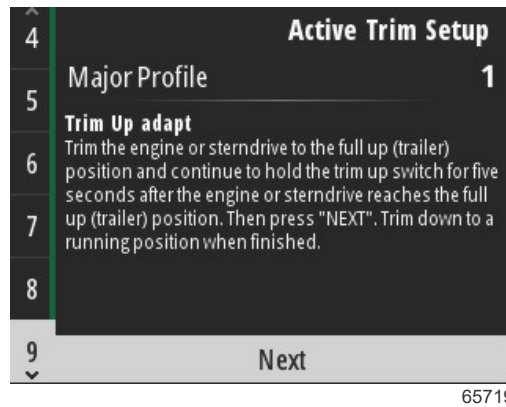 Active Trim Setup
4
5
6
7
8
9
Major Profile 1
Trim Up adapt
Trim the engine or sterndrive to the full up (trailer)
position and continue to hold the trim up switch for five
seconds after the engine or sterndrive reaches the full
up (trailer) position. Then press "NEXT". Trim down to a
running position when finished.
Next
65719